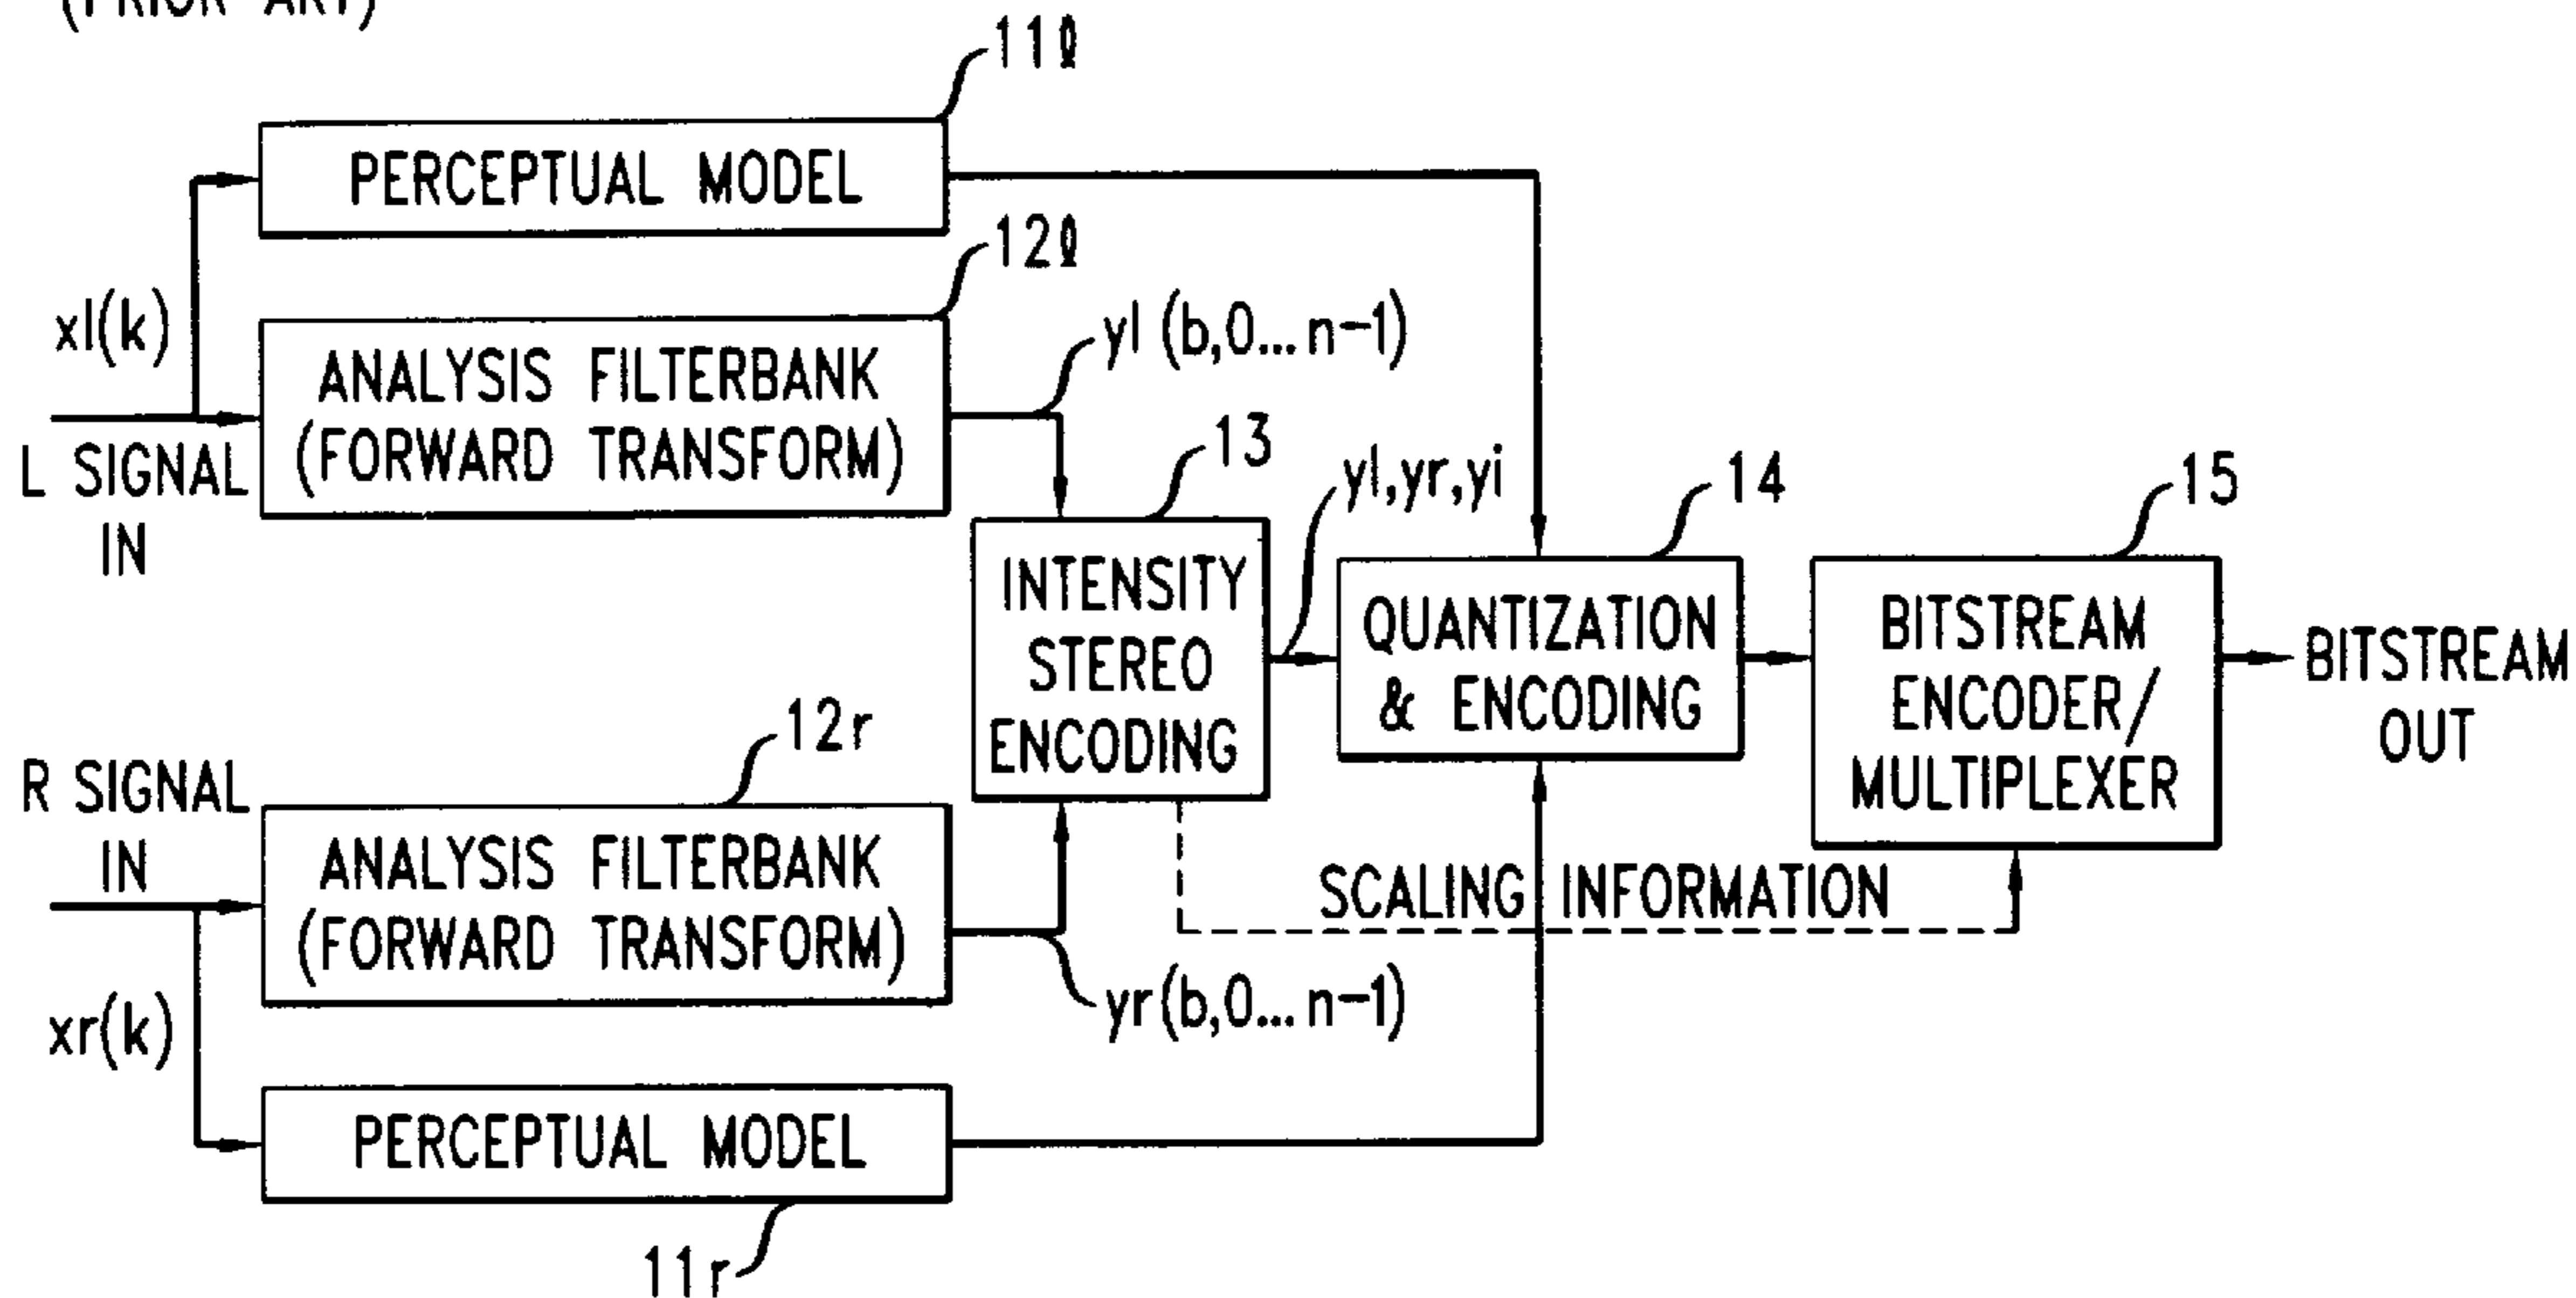 (PRIOR ART)
11ℓ
PERCEPTUAL MODEL
12ℓ
xl(k)
ANALYSIS FILTERBANK
(FORWARD TRANSFORM)
yl (b,0... n-1)
L SIGNAL
IN
13
INTENSITY
STEREO
ENCODING
yl,yr,yi
14
QUANTIZATION
& ENCODING
15
BITSTREAM
ENCODER/
MULTIPLEXER
BITSTREAM
OUT
12r
R SIGNAL
IN
ANALYSIS FILTERBANK
(FORWARD TRANSFORM)
SCALING INFORMATION
yr(b,0... n-1)
xr(k)
PERCEPTUAL MODEL
11r